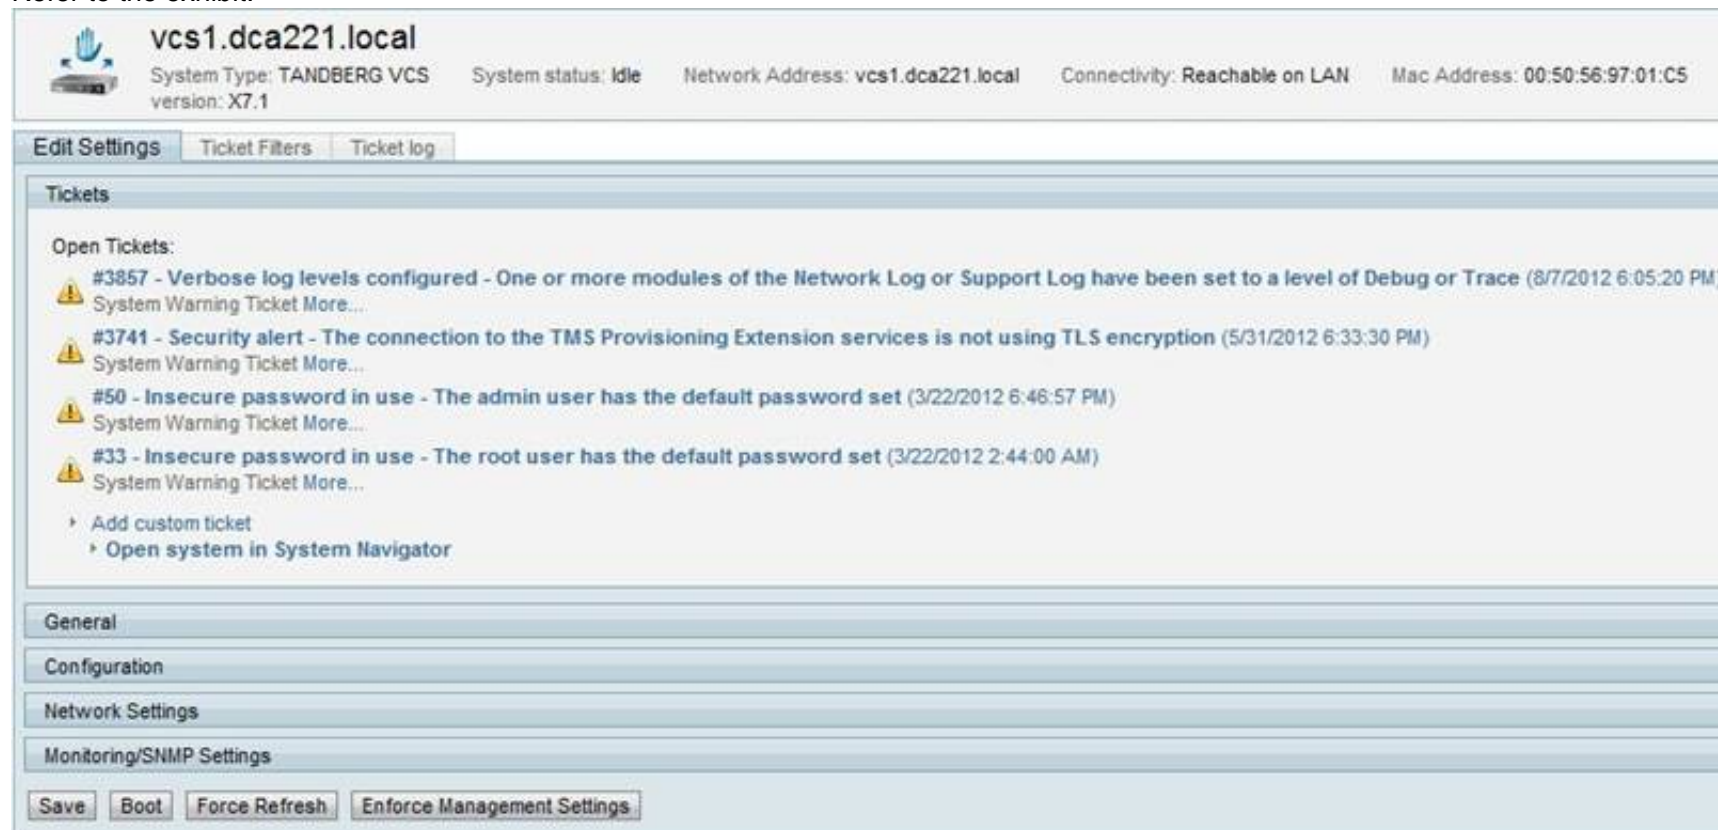 Refer to the exhibit.
vcs1.dca221.local
System Type: TANDBERG VCS System status: Idle Network Address: vcs1.dca221.local Connectivity: Reachable on LAN Mac Address: 00:50:56:97:01:C5
version: X7.1
Edit Settings Ticket Filters Ticket log
Tickets
Open Tickets:
#3857 - Verbose log levels configured - One or more modules of the Network Log or Support Log have been set to a level of Debug or Trace (8/7/2012 6:05:20 PM)
System Warning Ticket More...
#3741 - Security alert - The connection to the TMS Provisioning Extension services is not using TLS encryption (5/31/2012 6:33:30 PM)
System Warning Ticket More...
#50 - Insecure password in use - The admin user has the default password set (3/22/2012 6:46:57 PM)
System Warning Ticket More...
#33 - Insecure password in use - The root user has the default password set (3/22/2012 2:44:00 AM)
System Warning Ticket More...
Add custom ticket
Open system in System Navigator
General
Configuration
Network Settings
Monitoring/SNMP Settings
Save Boot Force Refresh Enforce Management Settings